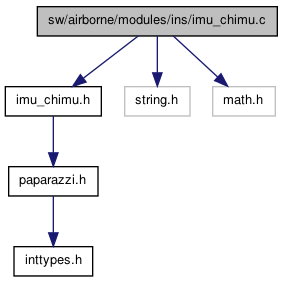 sw/airborne/modules/ins/imu_chimu.c
imu_chimu.h
string.h
math.h
paparazzi.h
inttypes.h